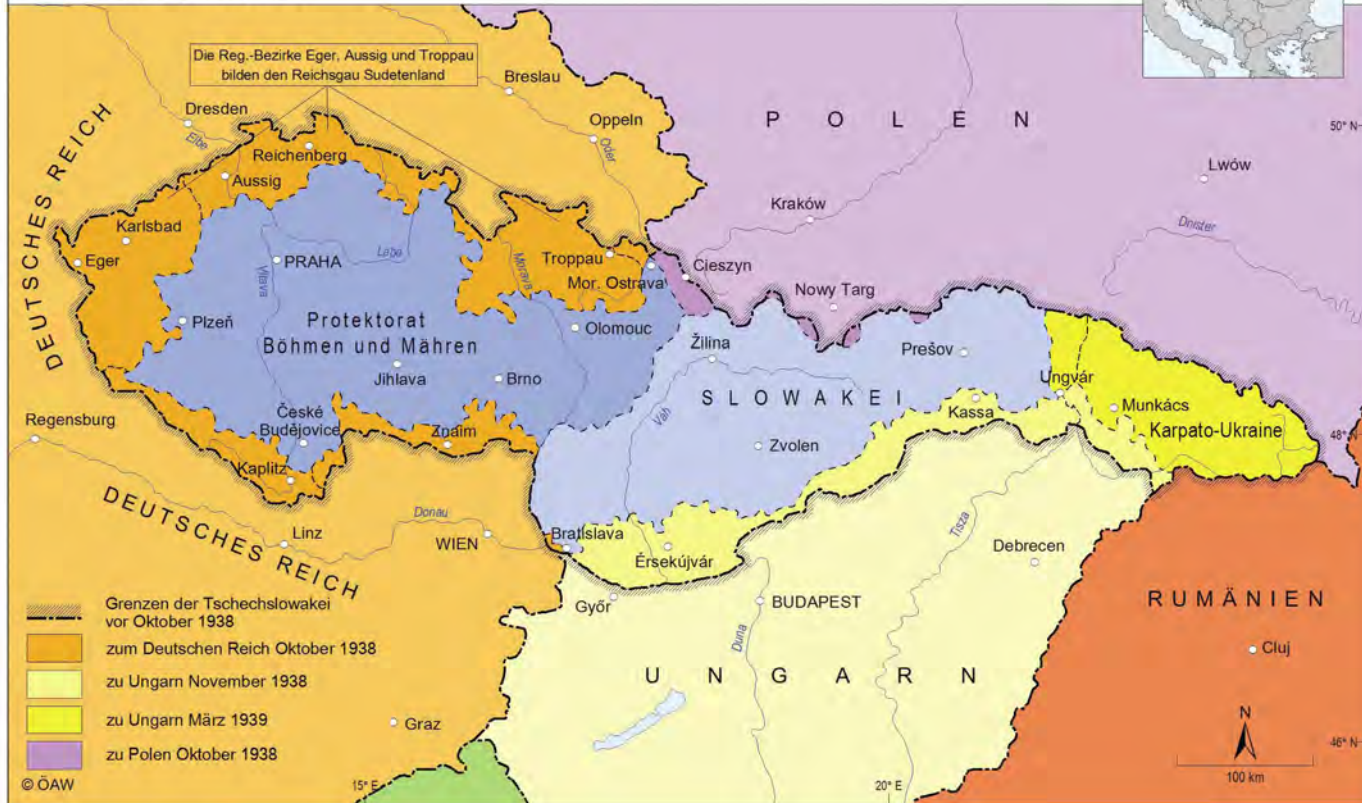 Die Reg.-Bezirke Eger, Aussig und Troppau
bilden den Reichsgau Sudetenland
Breslau
Dresden
Oppeln
P O L E N
50° N
Elbe
Oder
Reichenberg
Aussig
DEUTSCHES REICH
Lwów
Kraków
Karlsbad
Dnister
Eger
PRAHA
Labe
Vltava
Morava
Troppau
Mor. Ostrava
Cieszyn
Nowy Targ
Plzeň
Protektorat
Böhmen und Mähren
Olomouc
Žilina
Prešov
Jihlava
Brno
SLOWAKEI
Ungvár
Kassa
Munkács
Karpato-Ukraine
Regensburg
České
Budějovice
Znaim
Váh
Zvolen
48° N
Kaplitz
DEUTSCHES REICH
Donau
Linz
WIEN
Bratislava
Érsekújvár
Tisza
Debrecen
Győr
BUDAPEST
Duna
RUMÄNIEN
Cluj
U N G A R N
Graz
Grenzen der Tschechslowakei
vor Oktober 1938
zum Deutschen Reich Oktober 1938
zu Ungarn November 1938
zu Ungarn März 1939
zu Polen Oktober 1938
© ÖAW
15° E
20° E
N
100 km
46° N